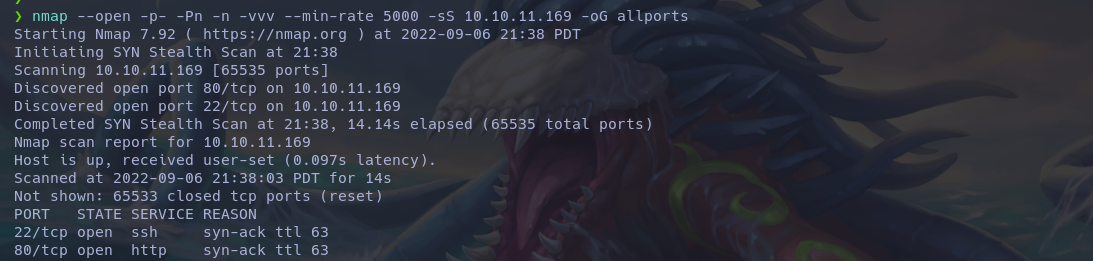 ❯ nmap --open -p- -Pn -n -vvv --min-rate 5000 -sS 10.10.11.169 -oG allports
Starting Nmap 7.92 ( https://nmap.org ) at 2022-09-06 21:38 PDT
Initiating SYN Stealth Scan at 21:38
Scanning 10.10.11.169 [65535 ports]
Discovered open port 80/tcp on 10.10.11.169
Discovered open port 22/tcp on 10.10.11.169
Completed SYN Stealth Scan at 21:38, 14.14s elapsed (65535 total ports)
Nmap scan report for 10.10.11.169
Host is up, received user-set (0.097s latency).
Scanned at 2022-09-06 21:38:03 PDT for 14s
Not shown: 65533 closed tcp ports (reset)
PORT   STATE SERVICE REASON
22/tcp open  ssh     syn-ack ttl 63
80/tcp open  http    syn-ack ttl 63